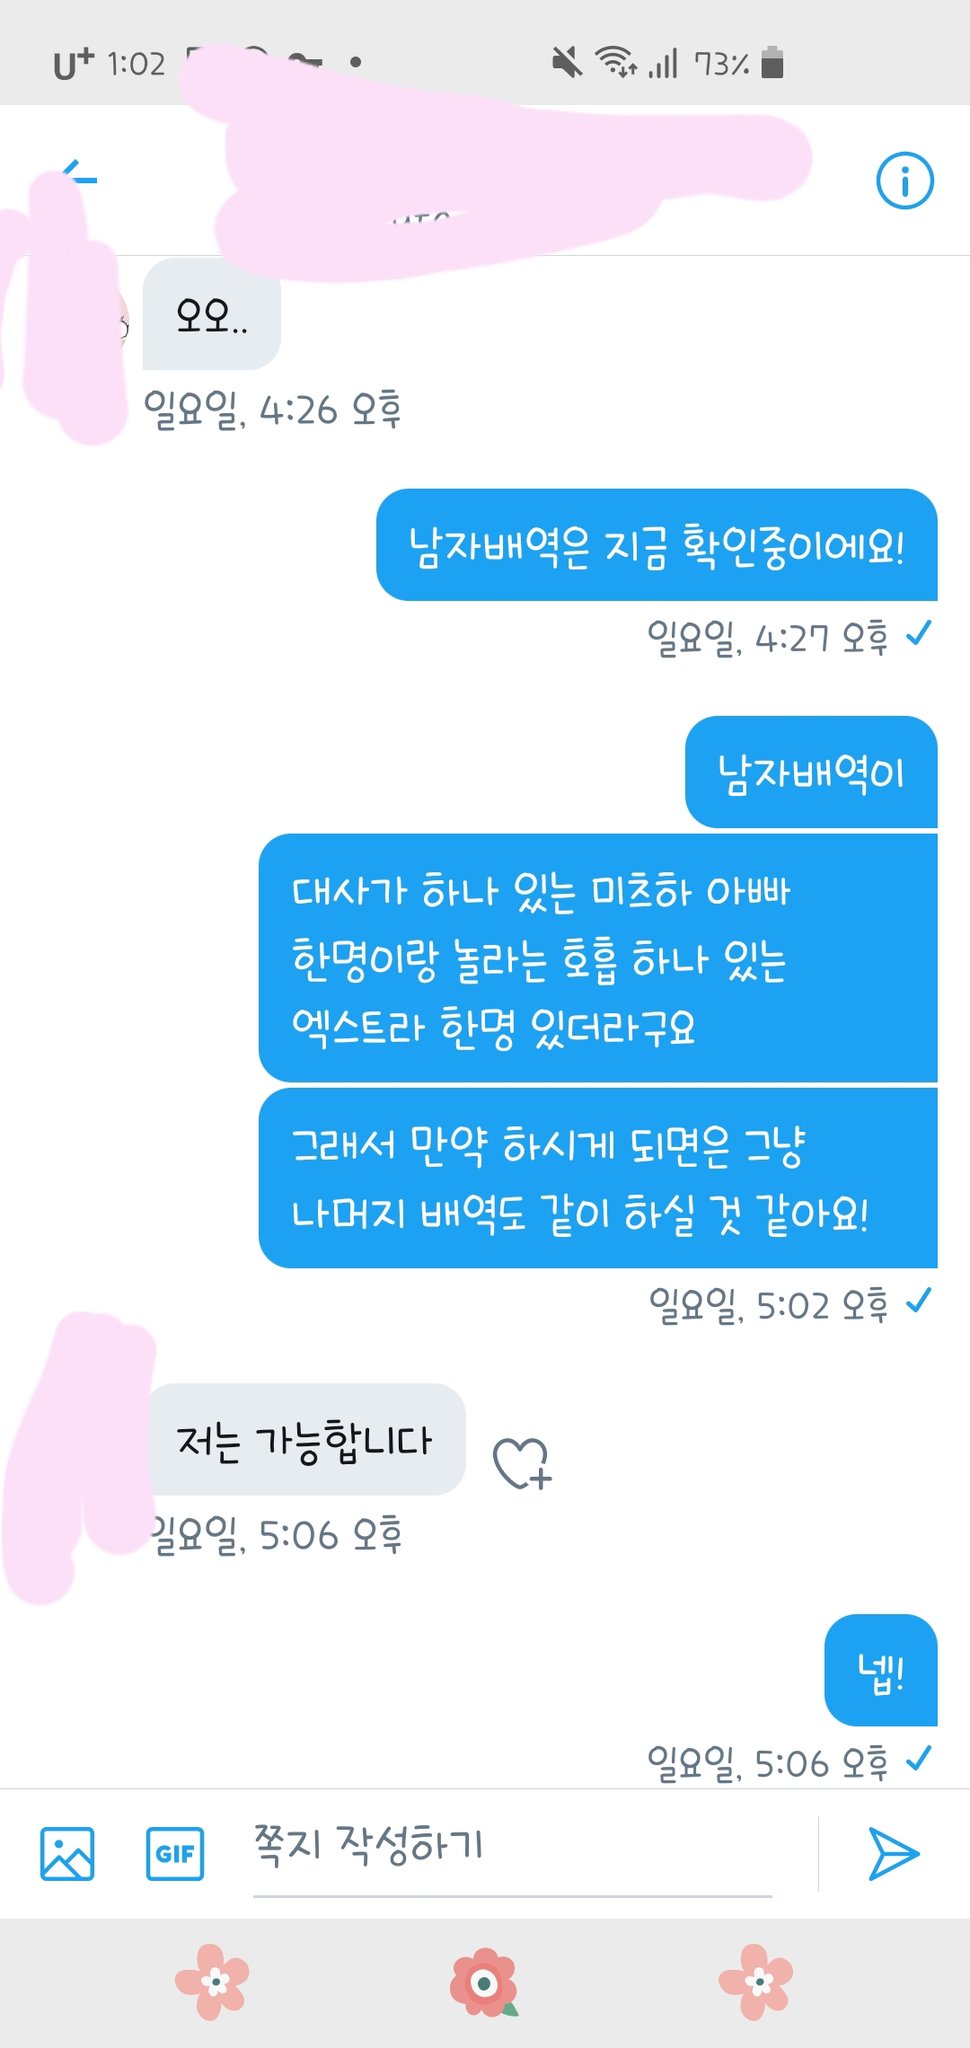 U+ 1:02 73%
오오..
일요일, 4:26 오후
남자배역은 지금 확인중이에요!
일요일, 4:27 오후
남자배역이
대사가 하나 있는 미츠하 아빠
한명이랑 놀라는 호흡 하나 있는
엑스트라 한명 있더라구요
그래서 만약 하시게 되면은 그냥
나머지 배역도 같이 하실 것 같아요!
일요일, 5:02 오후
저는 가능합니다
일요일, 5:06 오후
넵!
일요일, 5:06 오후
GIF 쪽지 작성하기